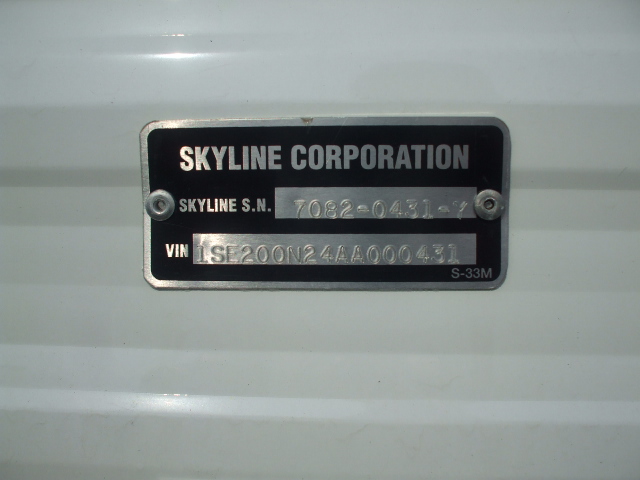 SKYLINE CORPORATION
SKYLINE S.N. 7082-0431-Y
VIN 1SE200N24AA000431
S-33M